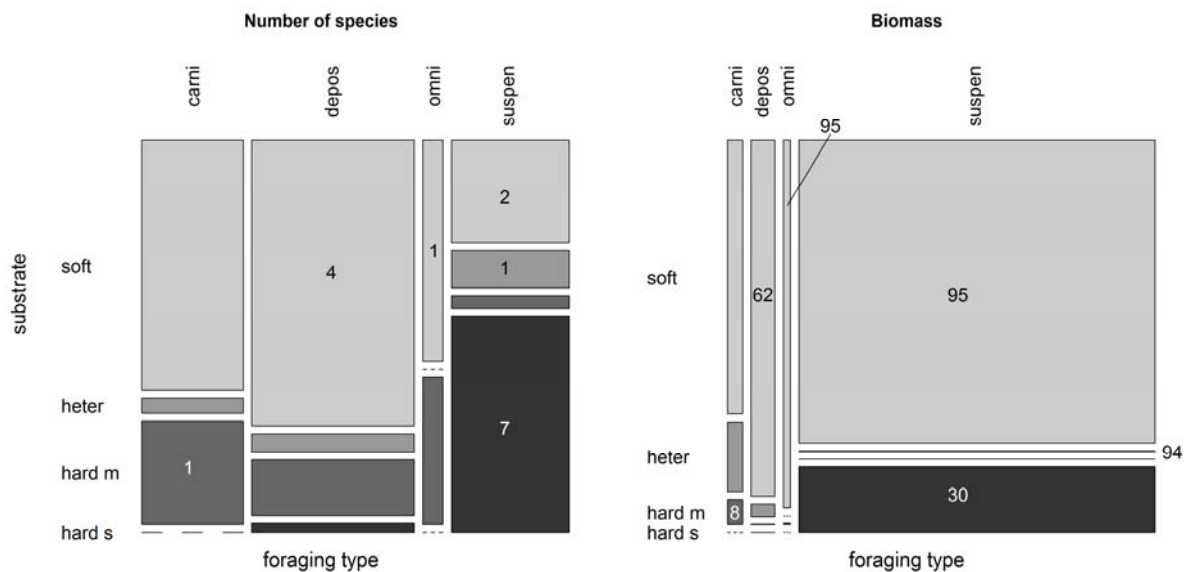 Number of species
carni
depos
omni
suspen
substrate
soft
heter
hard m
hard s
4
1
2
1
1
7
foraging type
Biomass
carni
depos
omni
suspen
95
soft
heter
hard m
hard s
62
95
94
8
30
foraging type